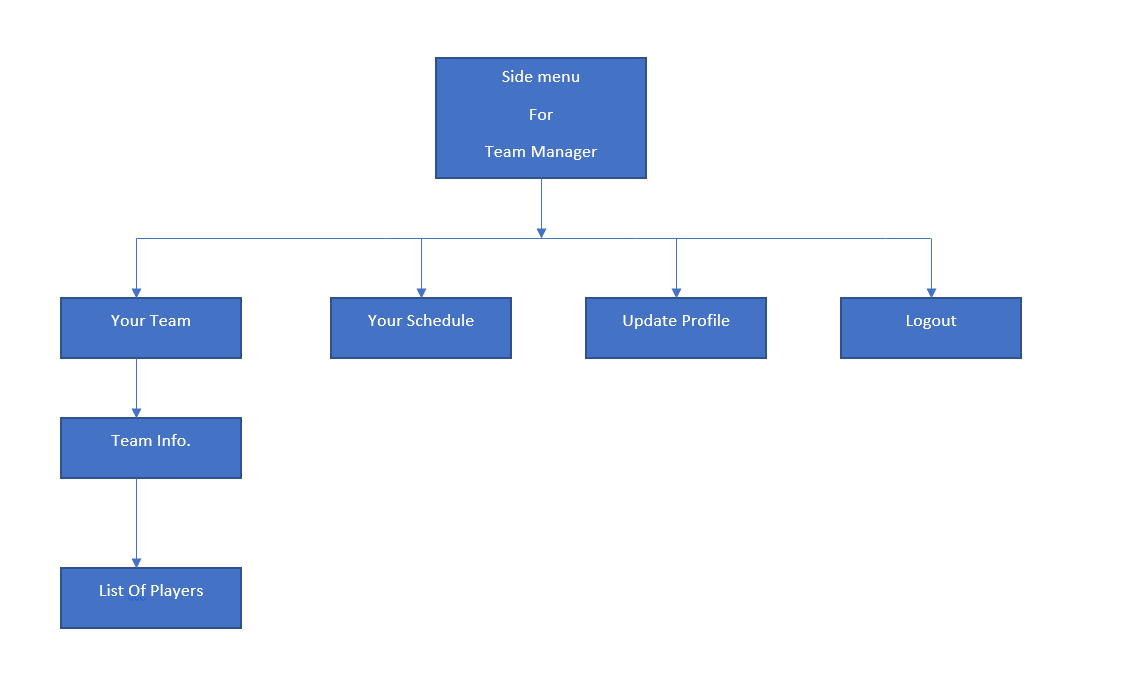 Side menu
For
Team Manager
Your Team
Your Schedule
Update Profile
Logout
Team Info.
List Of Players